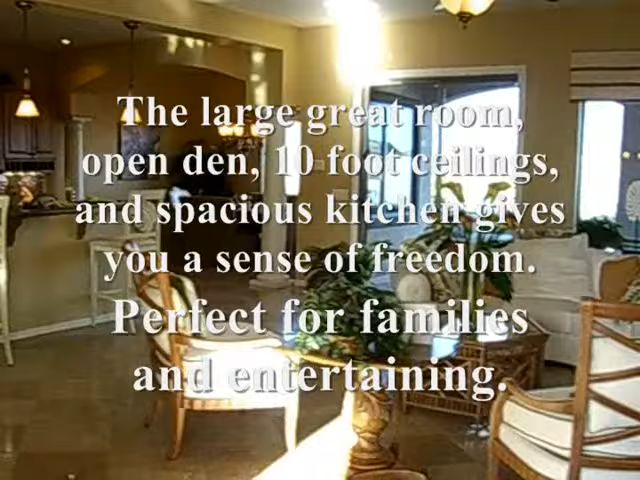 The large great room,
open den, 10 foot ceilings,
and spacious kitchen gives
you a sense of freedom.
Perfect for families
and entertaining.